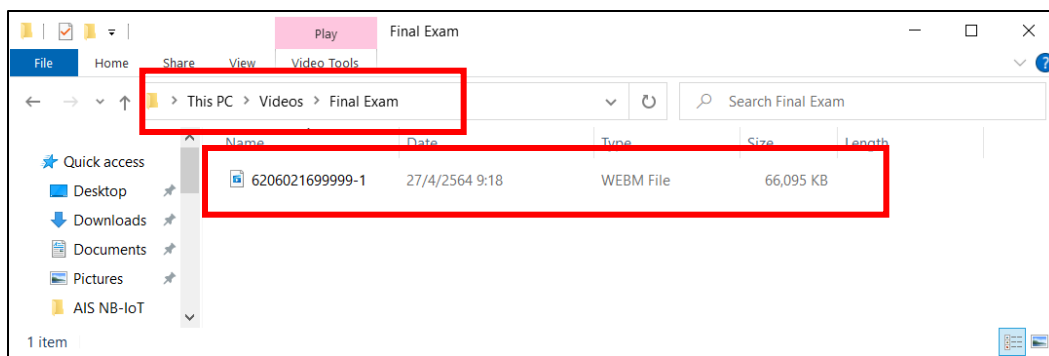 Play Final Exam
File Home Share View Video Tools
This PC > Videos > Final Exam Search Final Exam
Name Date Type Size Length
Quick access
6206021699999-1 27/4/2564 9:18 WEBM File 66,095 KB
Desktop
Downloads
Documents
Pictures
AIS NB-IoT
1 item